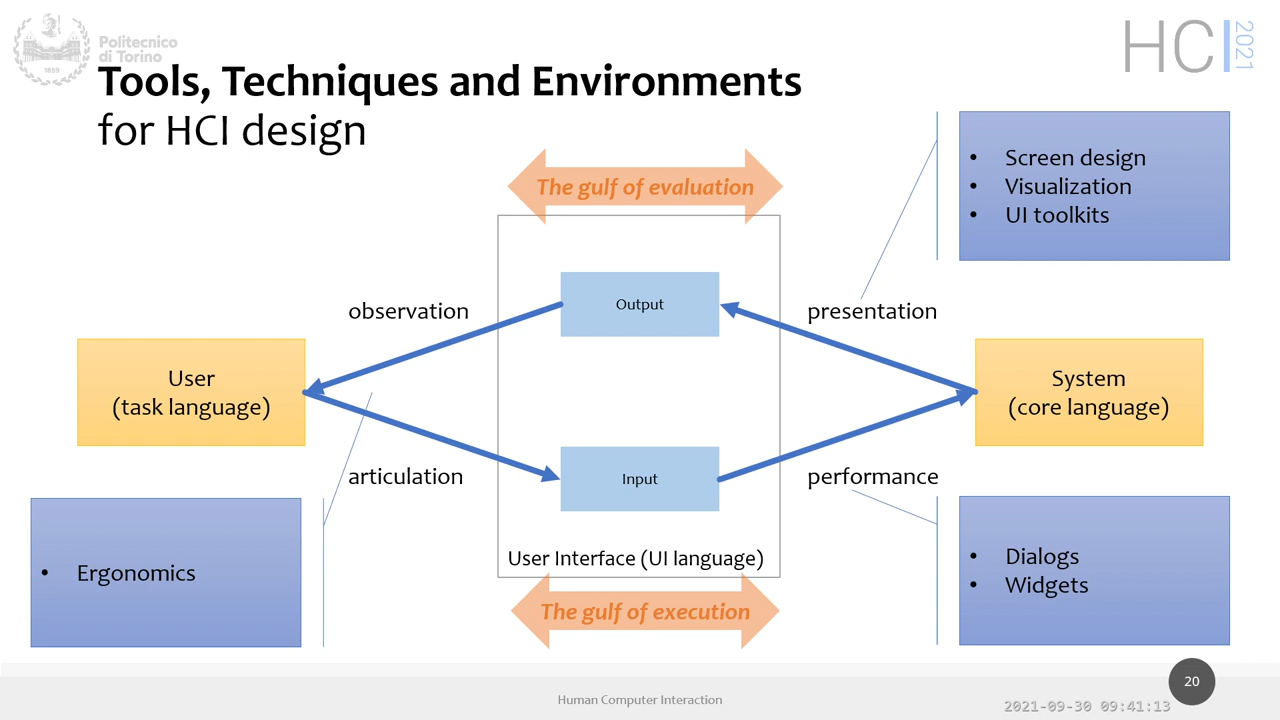 Politecnico
di Torino
1859
HCI
2021
Tools, Techniques and Environments
for HCI design
The gulf of evaluation
• Screen design
• Visualization
• UI toolkits
Output
observation
presentation
User
(task language)
System
(core language)
articulation
Input
performance
User Interface (UI language)
• Ergonomics
• Dialogs
• Widgets
The gulf of execution
Human Computer Interaction
20
2021-09-30 09:41:13